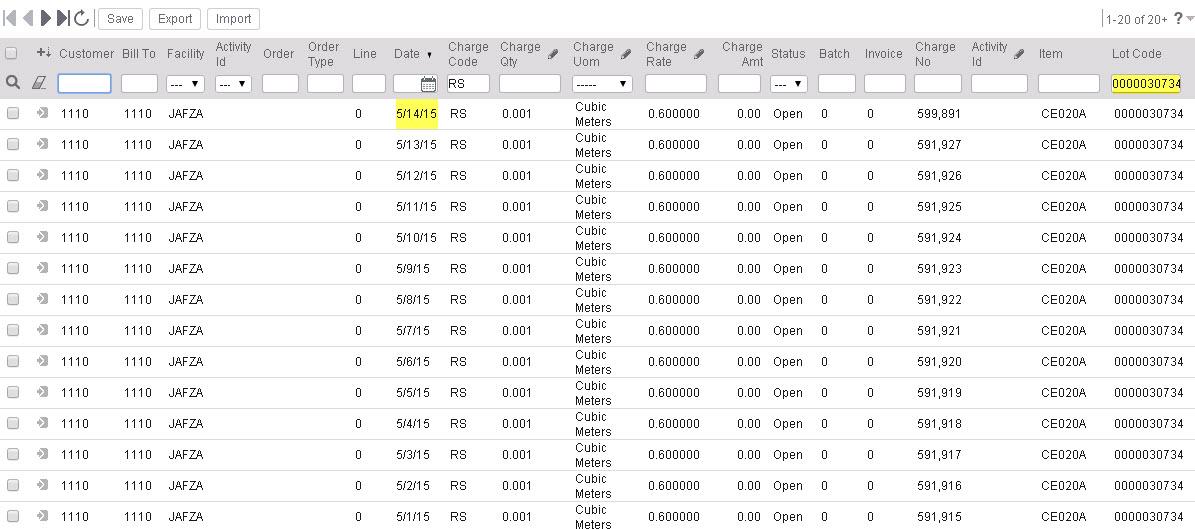 Save Export Import 1-20 of 20+ ?
Customer Bill To Facility Activity Id Order Order Type Line Date Charge Code Charge Qty Charge Uom Charge Rate Charge Amt Status Batch Invoice Charge No Activity Id Item Lot Code
--- --- RS ----- --- 0000030734
1110 1110 JAFZA 0 5/14/15 RS 0.001 Cubic Meters 0.600000 0.00 Open 0 0 599,891 CE020A 0000030734
1110 1110 JAFZA 0 5/13/15 RS 0.001 Cubic Meters 0.600000 0.00 Open 0 0 591,927 CE020A 0000030734
1110 1110 JAFZA 0 5/12/15 RS 0.001 Cubic Meters 0.600000 0.00 Open 0 0 591,926 CE020A 0000030734
1110 1110 JAFZA 0 5/11/15 RS 0.001 Cubic Meters 0.600000 0.00 Open 0 0 591,925 CE020A 0000030734
1110 1110 JAFZA 0 5/10/15 RS 0.001 Cubic Meters 0.600000 0.00 Open 0 0 591,924 CE020A 0000030734
1110 1110 JAFZA 0 5/9/15 RS 0.001 Cubic Meters 0.600000 0.00 Open 0 0 591,923 CE020A 0000030734
1110 1110 JAFZA 0 5/8/15 RS 0.001 Cubic Meters 0.600000 0.00 Open 0 0 591,922 CE020A 0000030734
1110 1110 JAFZA 0 5/7/15 RS 0.001 Cubic Meters 0.600000 0.00 Open 0 0 591,921 CE020A 0000030734
1110 1110 JAFZA 0 5/6/15 RS 0.001 Cubic Meters 0.600000 0.00 Open 0 0 591,920 CE020A 0000030734
1110 1110 JAFZA 0 5/5/15 RS 0.001 Cubic Meters 0.600000 0.00 Open 0 0 591,919 CE020A 0000030734
1110 1110 JAFZA 0 5/4/15 RS 0.001 Cubic Meters 0.600000 0.00 Open 0 0 591,918 CE020A 0000030734
1110 1110 JAFZA 0 5/3/15 RS 0.001 Cubic Meters 0.600000 0.00 Open 0 0 591,917 CE020A 0000030734
1110 1110 JAFZA 0 5/2/15 RS 0.001 Cubic Meters 0.600000 0.00 Open 0 0 591,916 CE020A 0000030734
1110 1110 JAFZA 0 5/1/15 RS 0.001 Cubic Meters 0.600000 0.00 Open 0 0 591,915 CE020A 0000030734